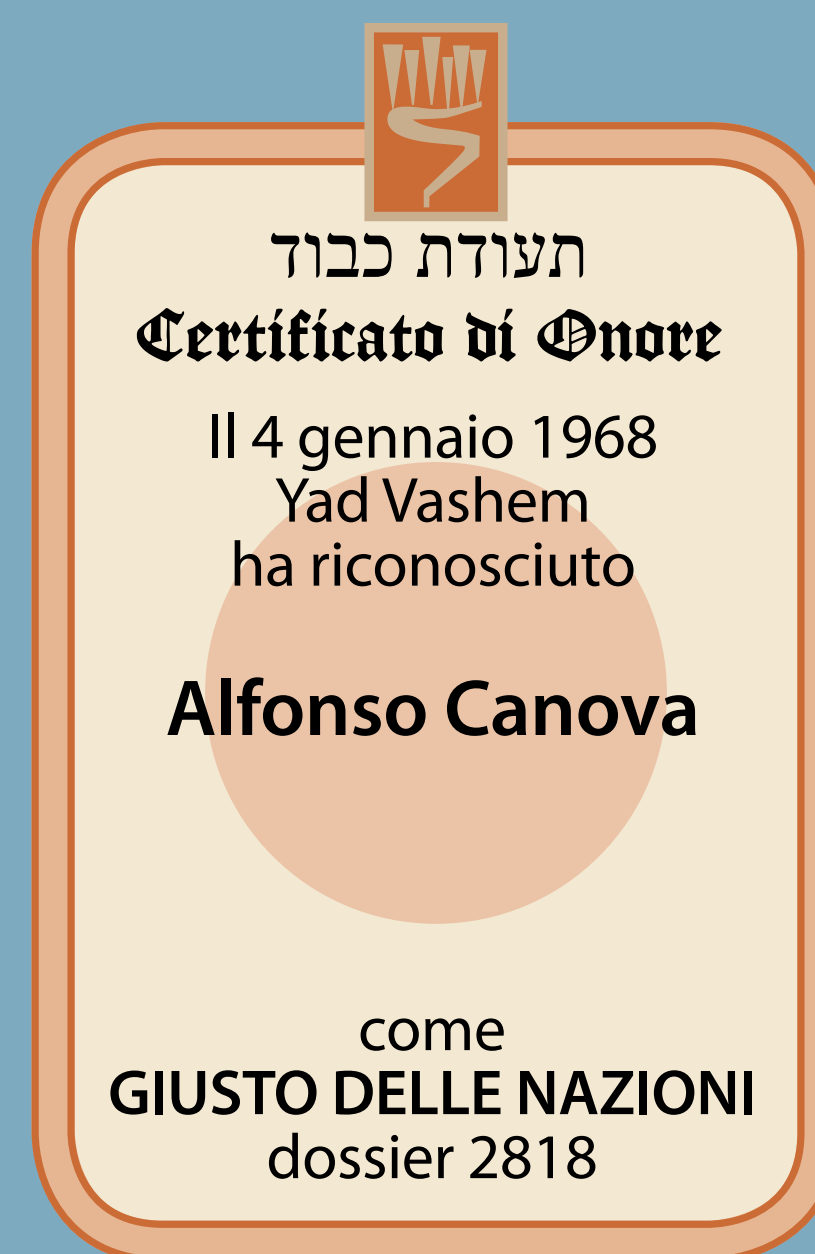 תעודת כבוד
Certificato di Onore
Il 4 gennaio 1968
Yad Vashem
ha riconosciuto
Alfonso Canova
come
GIUSTO DELLE NAZIONI
dossier 2818